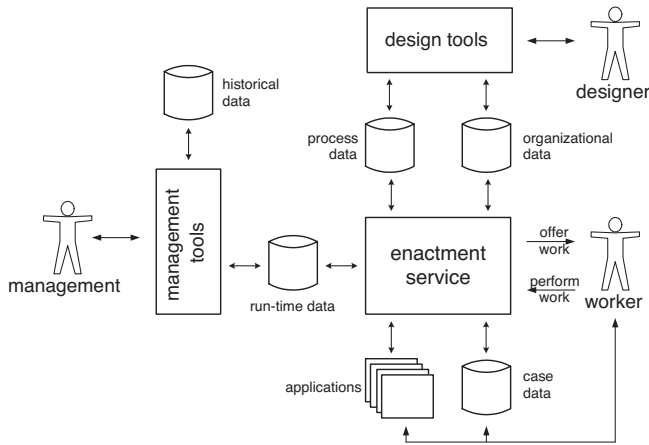 design tools
designer
historical
data
process
data
organizational
data
management
management
tools
run-time data
enactment
service
offer
work
perform
work
worker
applications
case
data